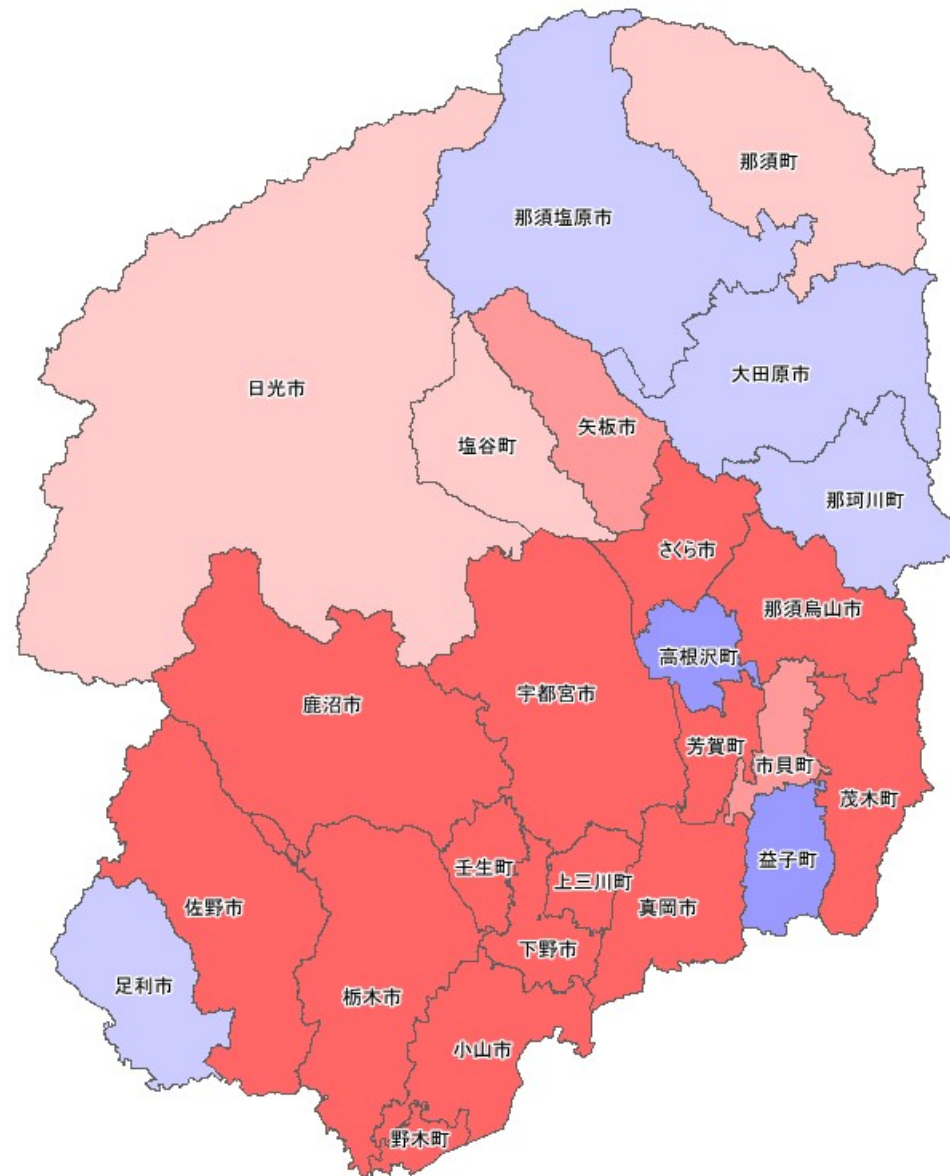 那須町
那須塩原市
大田原市
日光市
矢板市
塩谷町
那珂川町
さくら市
那須烏山市
高根沢町
宇都宮市
鹿沼市
芳賀町
市貝町
茂木町
益子町
壬生町
上三川町
佐野市
真岡市
下野市
足利市
栃木市
小山市
野木町